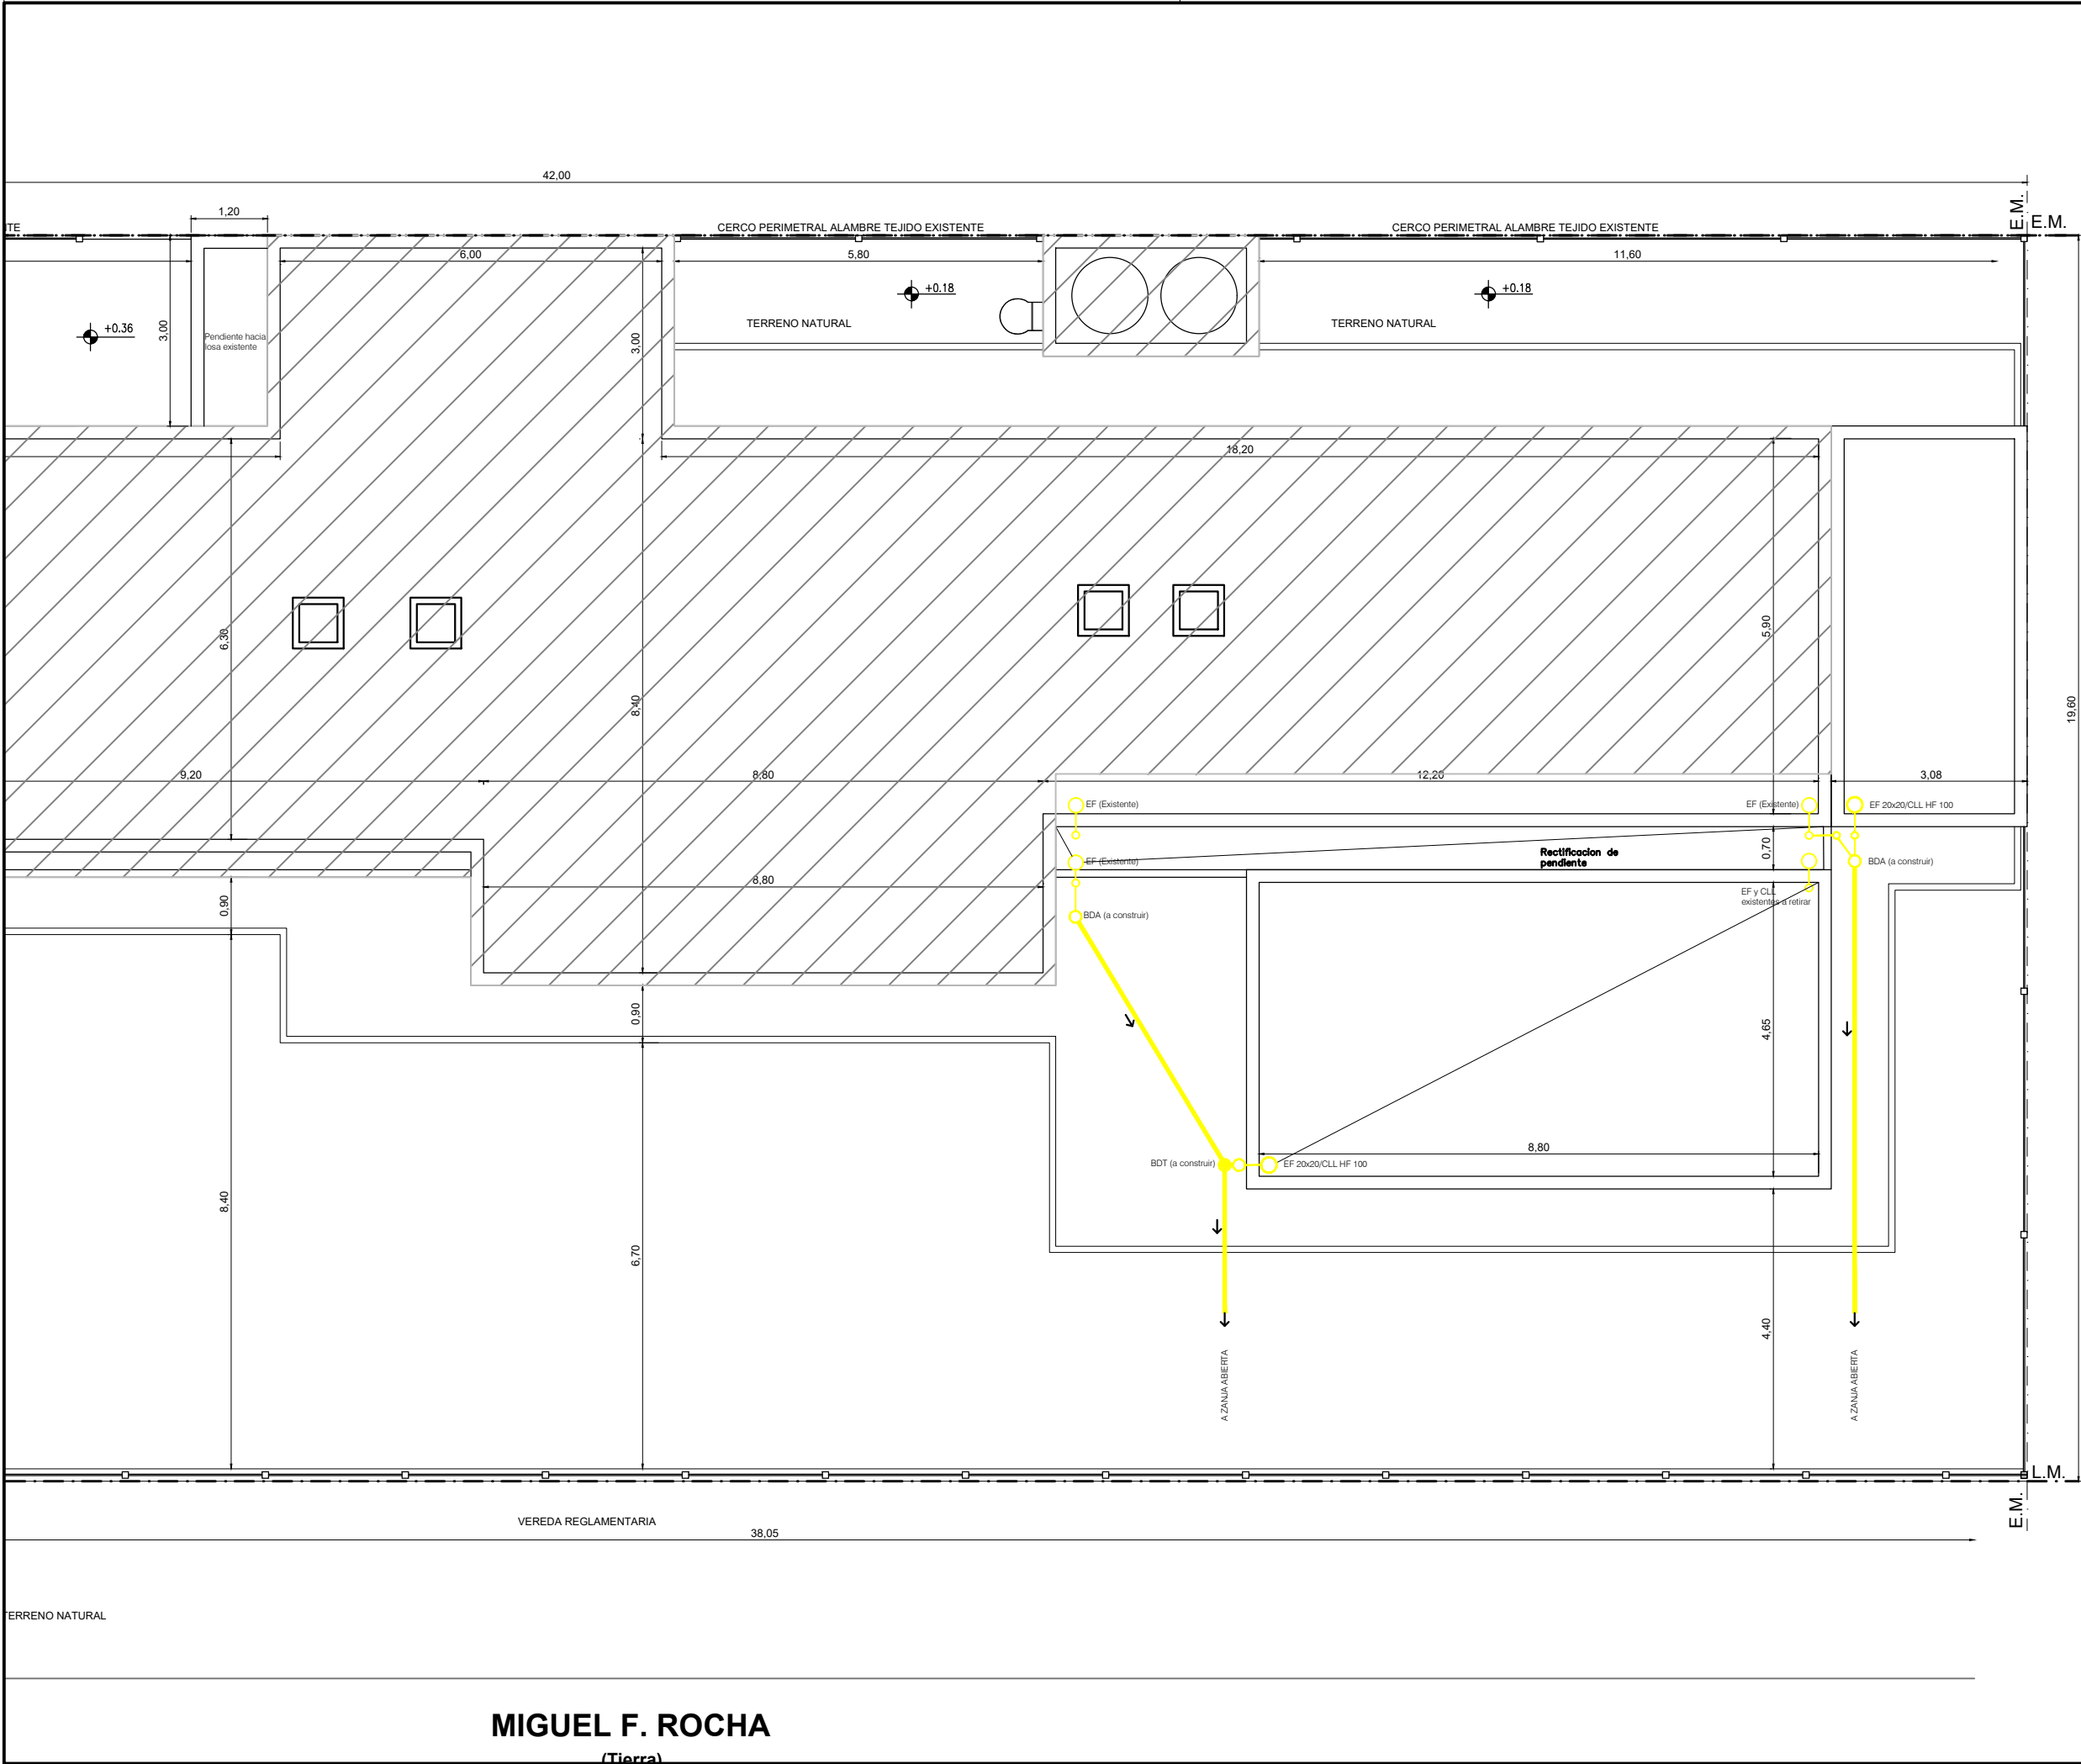 42,00
1,20
E.M.
E.M.
CERCO PERIMETRAL ALAMBRE TEJIDO EXISTENTE
CERCO PERIMETRAL ALAMBRE TEJIDO EXISTENTE
6,00
5,80
11,60
+0.18
+0.18
+0.36
3,00
Pendiente hacia
losa existente
3,00
TERRENO NATURAL
TERRENO NATURAL
18,20
6,30
5,90
8,40
19,60
9,20
8,80
12,20
3,08
EF (Existente)
EF (Existente)
EF 20x20/CLL HF 100
Rectificacion de
pendiente
0,70
EF (Existente)
BDA (a construir)
8,80
EF y CLL
existentes a retirar
0,90
BDA (a construir)
0,90
4,65
8,80
BDT (a construir)
EF 20x20/CLL HF 100
8,40
6,70
4,40
A ZANJA ABIERTA
A ZANJA ABIERTA
L.M.
E.M.
VEREDA REGLAMENTARIA
38,05
TERRENO NATURAL
MIGUEL F. ROCHA
(Tierra)